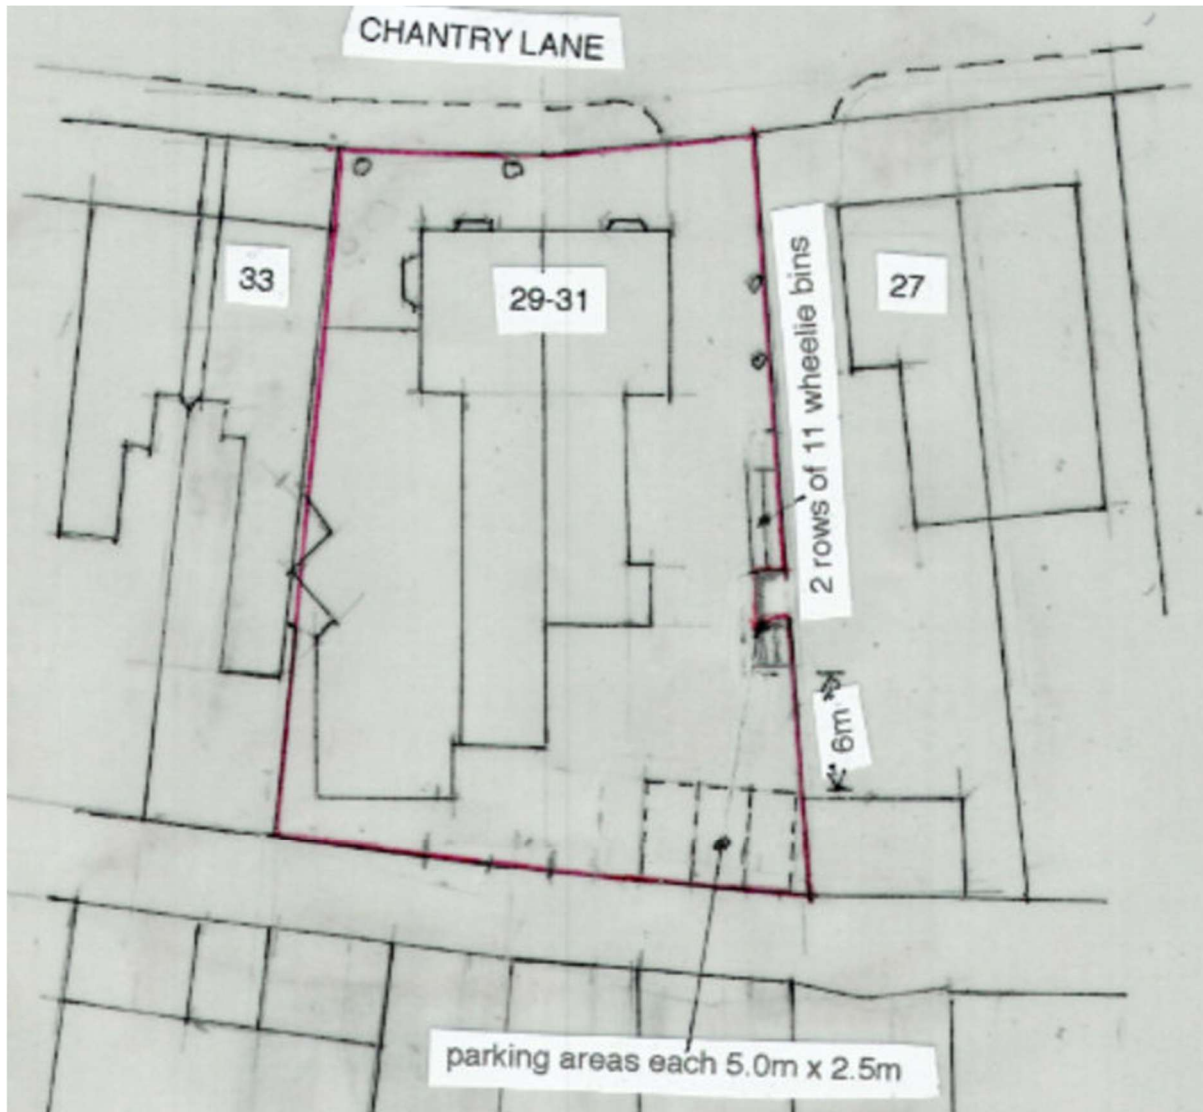 CHANTRY LANE
33
29-31
27
2 rows of 11 wheelie bins
6m
parking areas each 5.0m x 2.5m